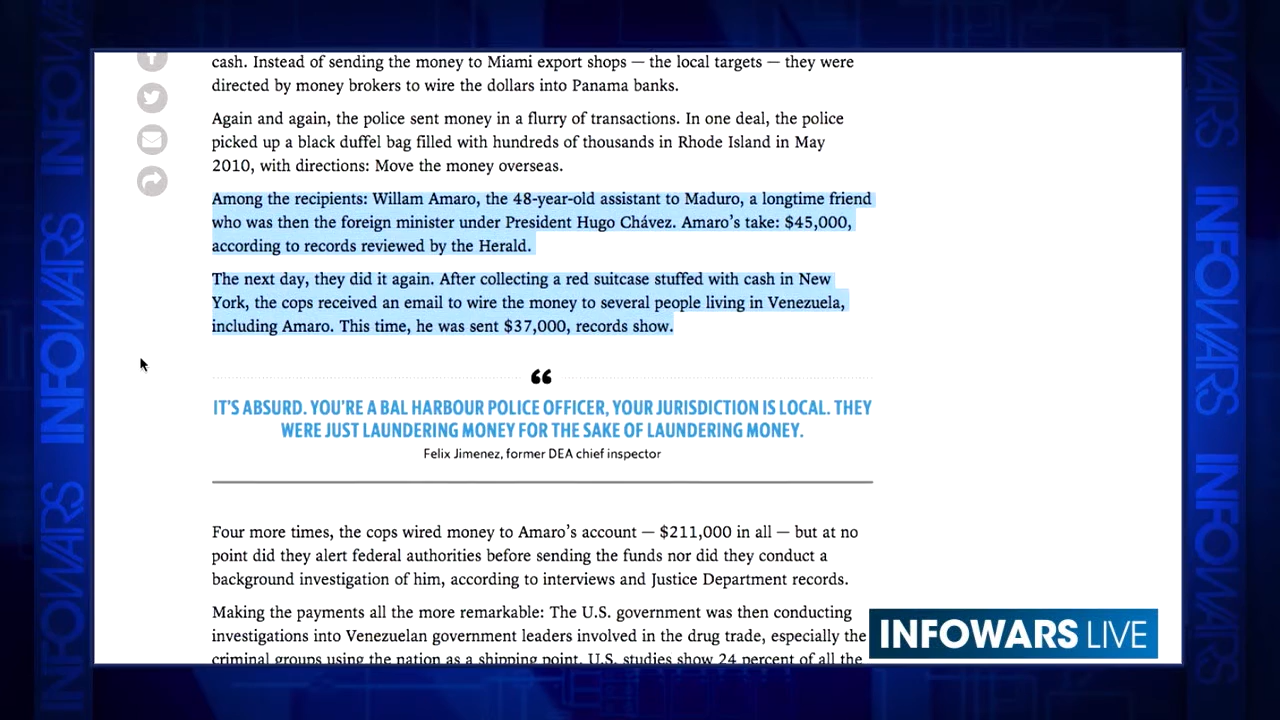 cash. Instead of sending the money to Miami export shops — the local targets — they were
directed by money brokers to wire the dollars into Panama banks.
Again and again, the police sent money in a flurry of transactions. In one deal, the police
picked up a black duffel bag filled with hundreds of thousands in Rhode Island in May
2010, with directions: Move the money overseas.
Among the recipients: Willam Amaro, the 48-year-old assistant to Maduro, a longtime friend
who was then the foreign minister under President Hugo Chávez. Amaro’s take: $45,000,
according to records reviewed by the Herald.
The next day, they did it again. After collecting a red suitcase stuffed with cash in New
York, the cops received an email to wire the money to several people living in Venezuela,
including Amaro. This time, he was sent $37,000, records show.
“
IT’S ABSURD. YOU’RE A BAL HARBOUR POLICE OFFICER, YOUR JURISDICTION IS LOCAL. THEY
WERE JUST LAUNDERING MONEY FOR THE SAKE OF LAUNDERING MONEY.
Felix Jimenez, former DEA chief inspector
Four more times, the cops wired money to Amaro’s account — $211,000 in all — but at no
point did they alert federal authorities before sending the funds nor did they conduct a
background investigation of him, according to interviews and Justice Department records.
Making the payments all the more remarkable: The U.S. government was then conducting
investigations into Venezuelan government leaders involved in the drug trade, especially the
criminal groups using the nation as a shipping point. U.S. studies show 24 percent of all the
INFOWARS LIVE
INFOWARS
INFOWARS
INFOWARS
INFOWARS
INFOWARS
INFOWARS